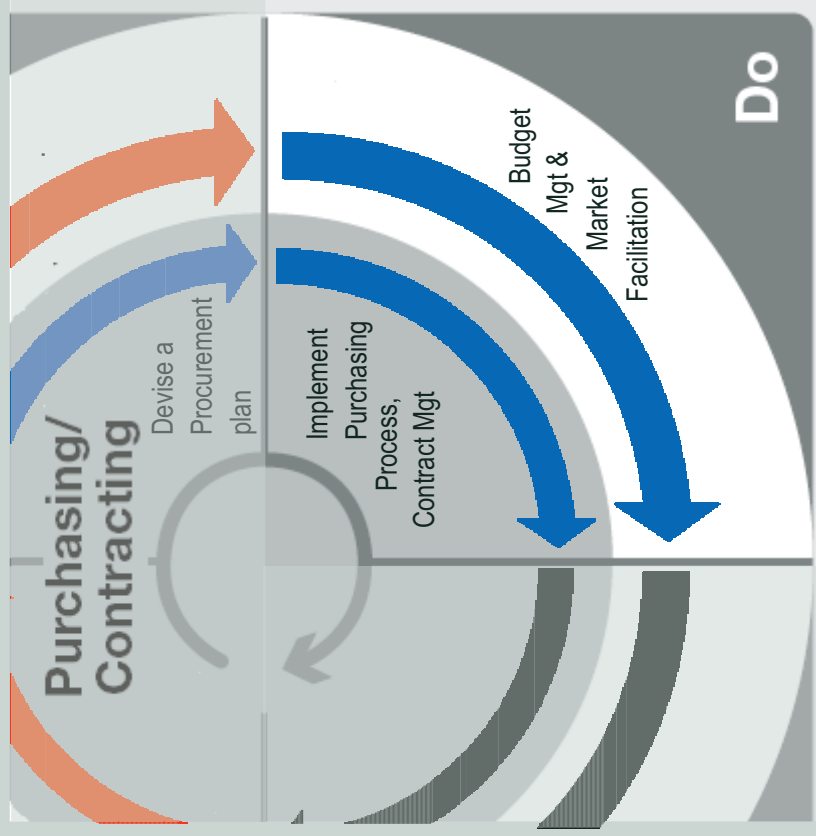 Do
Budget
Mgt &
Market
Facilitation
Implement
Purchasing
Process,
Contract Mgt
Devise a
Procurement
plan
Purchasing/
Contracting